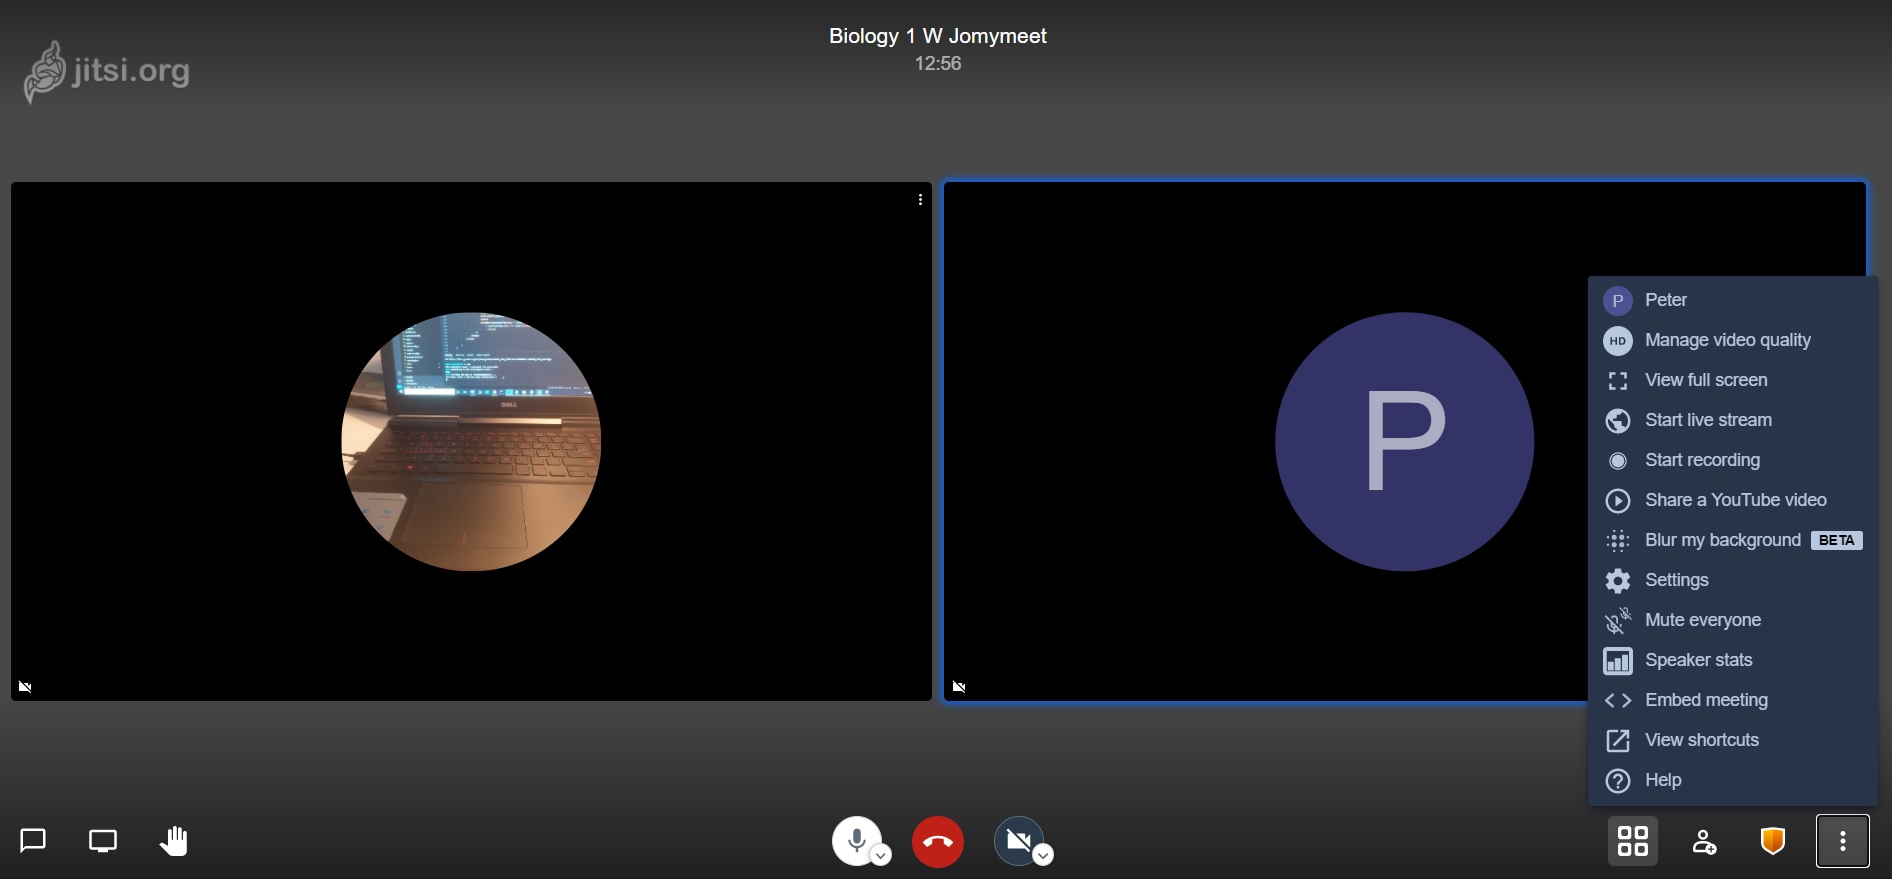 Biology 1 W Jomymeet
12:56
jitsi.org
DELL
P
P Peter
HD Manage video quality
View full screen
Start live stream
Start recording
Share a YouTube video
Blur my background BETA
Settings
Mute everyone
Speaker stats
Embed meeting
View shortcuts
Help